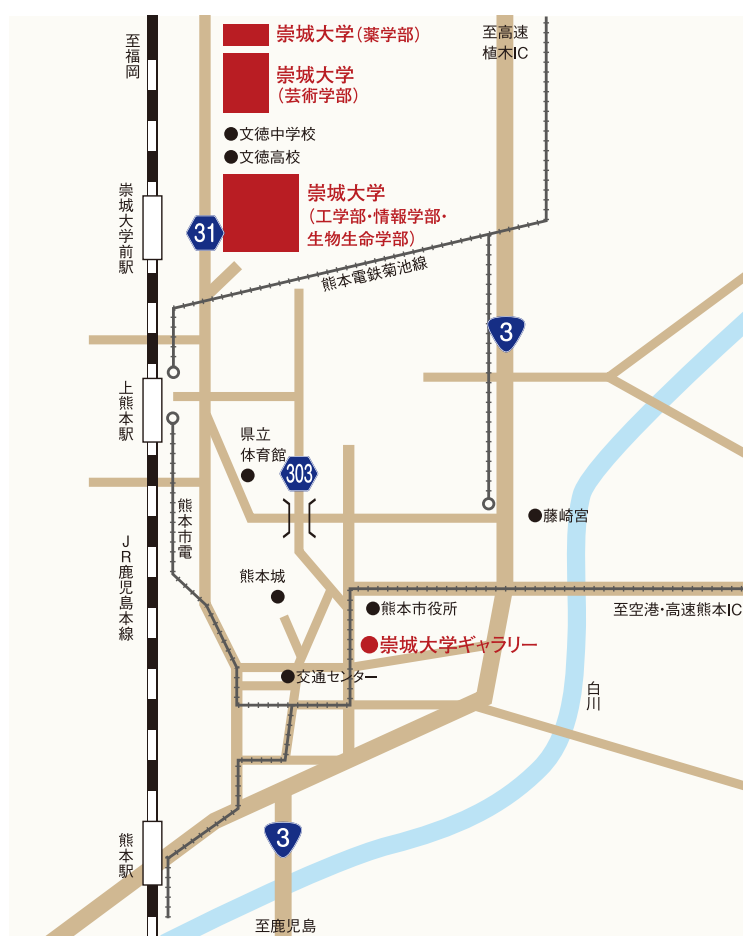 至福岡
崇城大学(薬学部)
崇城大学
(芸術学部)
至高速
植木IC
文徳中学校
文徳高校
崇城大学
(工学部・情報学部・
生物生命学部)
崇城大学前駅
31
熊本電鉄菊池線
3
上熊本駅
県立
体育館
303
熊本市電
藤崎宮
JR鹿児島本線
熊本城
熊本市役所
至空港・高速熊本IC
崇城大学ギャラリー
交通センター
白川
熊本駅
3
至鹿児島